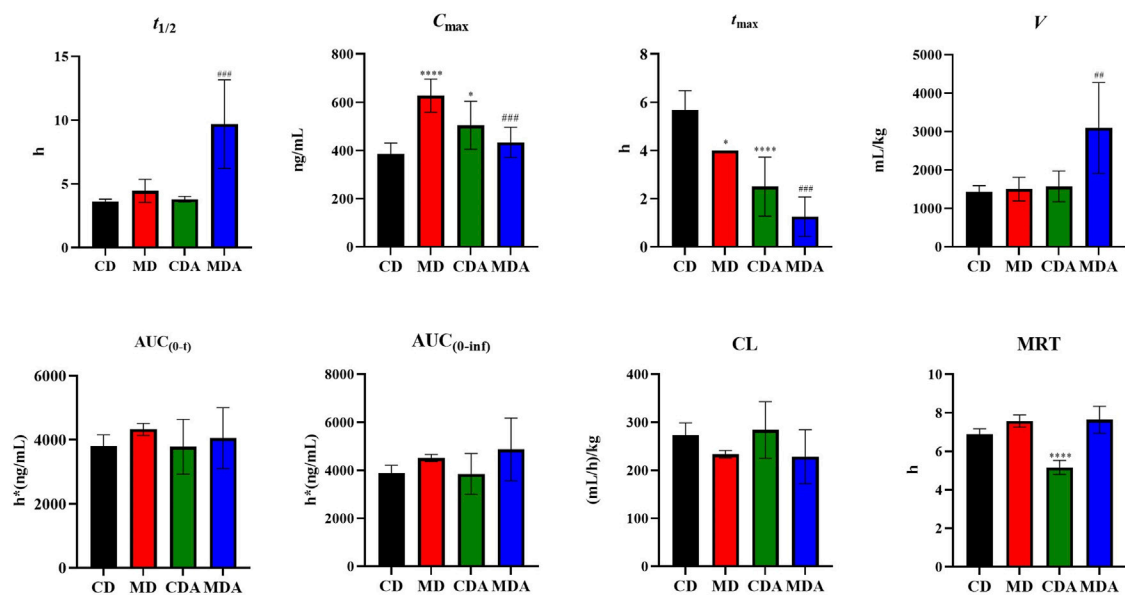 t1/2
15
10
5
0
h
###
CD MD CDA MDA
Cmax
800
600
400
200
0
ng/mL
**** * ###
CD MD CDA MDA
tmax
8
6
4
2
0
h
* **** ###
CD MD CDA MDA
V
5000
4000
3000
2000
1000
0
mL/kg
##
CD MD CDA MDA
AUC(0-t)
6000
4000
2000
0
h*(ng/mL)
CD MD CDA MDA
AUC(0-inf)
8000
6000
4000
2000
0
h*(ng/mL)
CD MD CDA MDA
CL
400
300
200
100
0
(mL/h)/kg
CD MD CDA MDA
MRT
10
8
6
4
2
0
h
****
CD MD CDA MDA